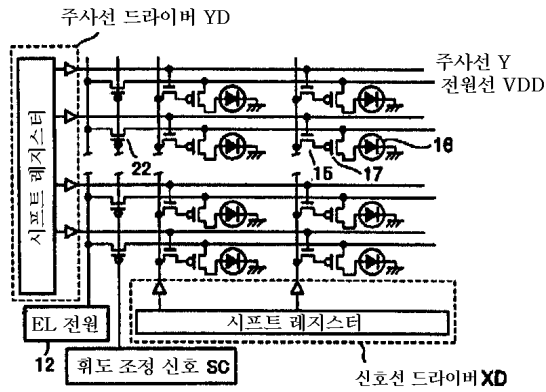 주사선 드라이버 YD
주사선 Y
전원선 VDD
시프트 레지스터
22
15
17
16
EL 전원
12
시프트 레지스터
휘도 조정 신호 SC
신호선 드라이버 XD